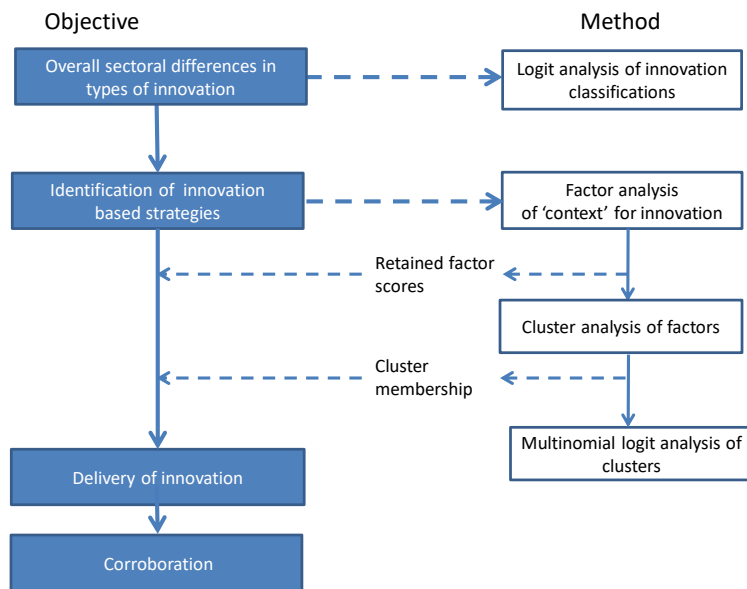 Objective
Method
Overall sectoral differences in
types of innovation
Logit analysis of innovation
classifications
Identification of innovation
based strategies
Factor analysis
of ‘context’ for innovation
Retained factor
scores
Cluster analysis of factors
Cluster
membership
Multinomial logit analysis of
clusters
Delivery of innovation
Corroboration